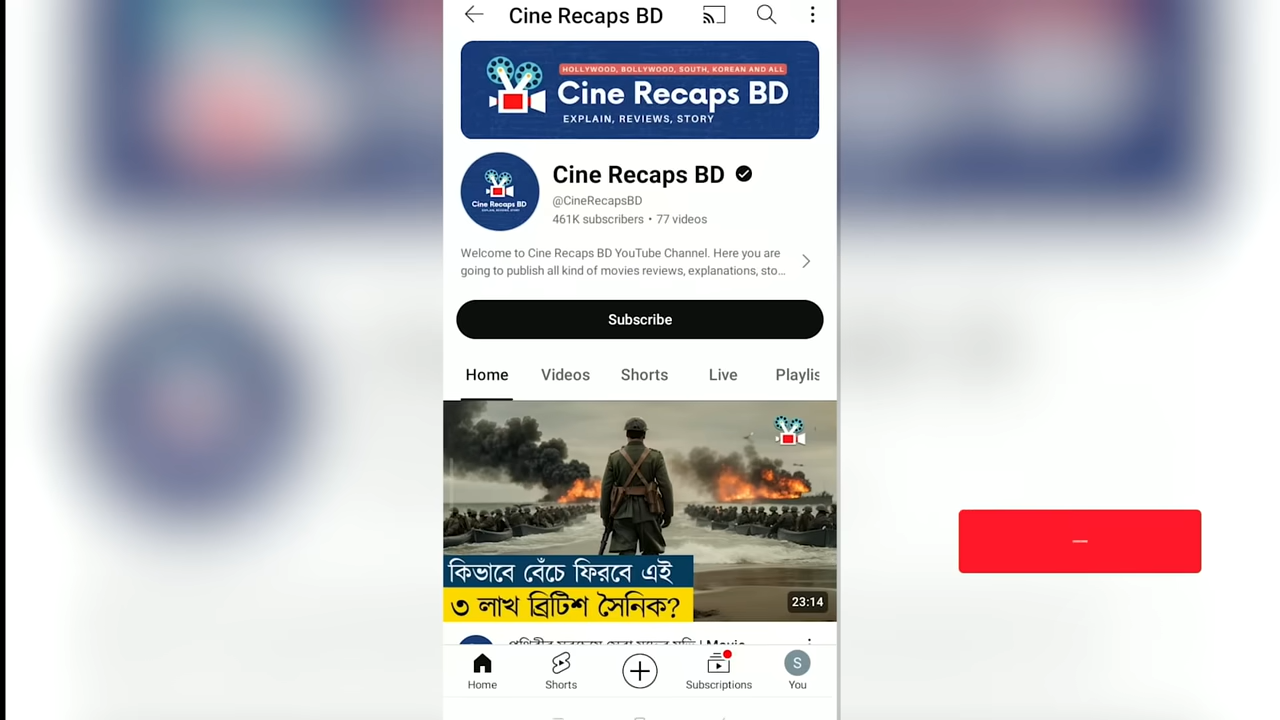 Cine Recaps BD
HOLLYWOOD, BOLLYWOOD, SOUTH, KOREAN AND ALL
Cine Recaps BD
EXPLAIN, REVIEWS, STORY
Cine Recaps BD
Cine Recaps BD
@CineRecapsBD
461K subscribers • 77 videos
Welcome to Cine Recaps BD YouTube Channel. Here you are
going to publish all kind of movies reviews, explanations, sto...
Subscribe
Home Videos Shorts Live Playlis
কিভাবে বেঁচে ফিরবে এই
৩ লাখ ব্রিটিশ সৈনিক?
23:14
Home Shorts Subscriptions S You